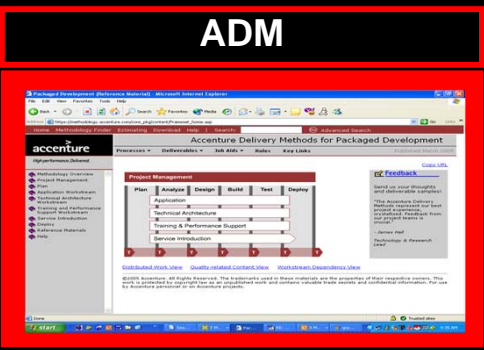 ADM
Packaged Development (Reference Material) - Microsoft Internet Explorer
File Edit View Favorites Tools Help
Back Search Favorites Media
Home Methodology Finder Estimating Download Help Search: Advanced Search
accenture
High performance. Delivered.
Accenture Delivery Methods for Packaged Development
Processes Deliverables Job Aids Roles Key Links
Published March 2005
Copy URL
Methodology Overview
Project Management
Plan
Application Workstream
Technical Architecture
Workstream
Training and Performance
Support Workstream
Service Introduction
Deploy
Reference Materials
Help
Project Management
Plan Analyze Design Build Test Deploy
Application
Technical Architecture
Training & Performance Support
Service Introduction
Feedback
Send us your thoughts
and deliverable samples!
"The Accenture Delivery
Methods represent our best
project experience,
crystallized. Feedback from
our project teams is
crucial."
- James Hall
Technology & Research
Lead
Distributed Work View Quality-related Content View Workstream Dependency View
©2005 Accenture. All Rights Reserved. The trademarks used in these materials are the properties of their respective owners. This
work is protected by copyright law as an unpublished work and contains valuable trade secrets and confidential information. For use
by Accenture personnel or on Accenture projects.
Done Trusted sites
start